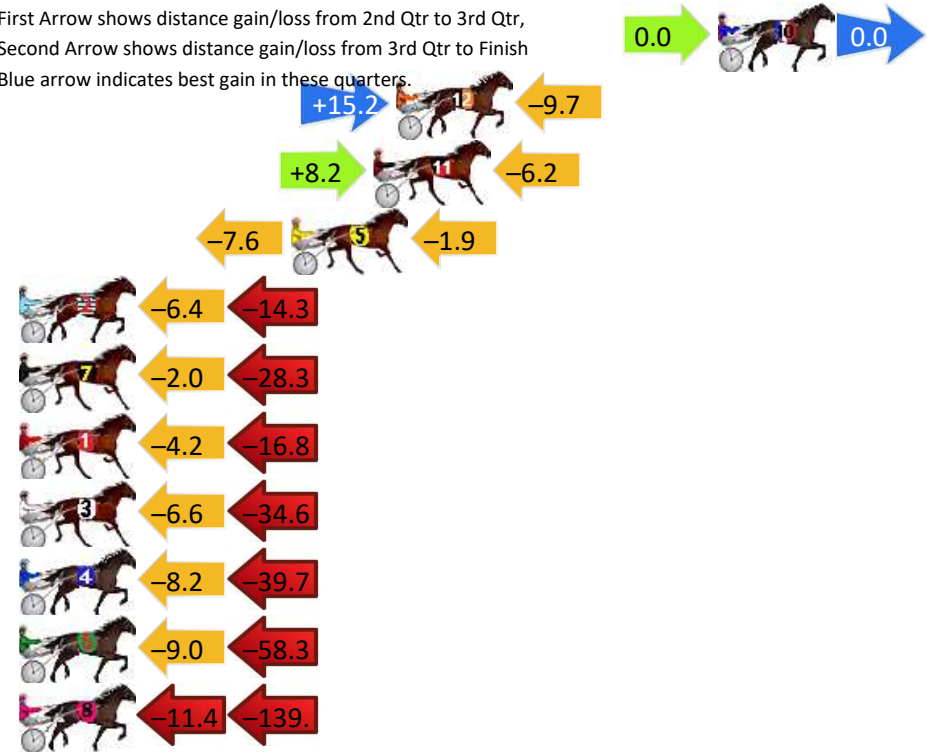 First Arrow shows distance gain/loss from 2nd Qtr to 3rd Qtr,
Second Arrow shows distance gain/loss from 3rd Qtr to Finish
Blue arrow indicates best gain in these quarters.
0.0 10 0.0
+15.2 12 –9.7
+8.2 11 –6.2
–7.6 5 –1.9
2 –6.4 –14.3
7 –2.0 –28.3
1 –4.2 –16.8
3 –6.6 –34.6
4 –8.2 –39.7
6 –9.0 –58.3
8 –11.4 –139.